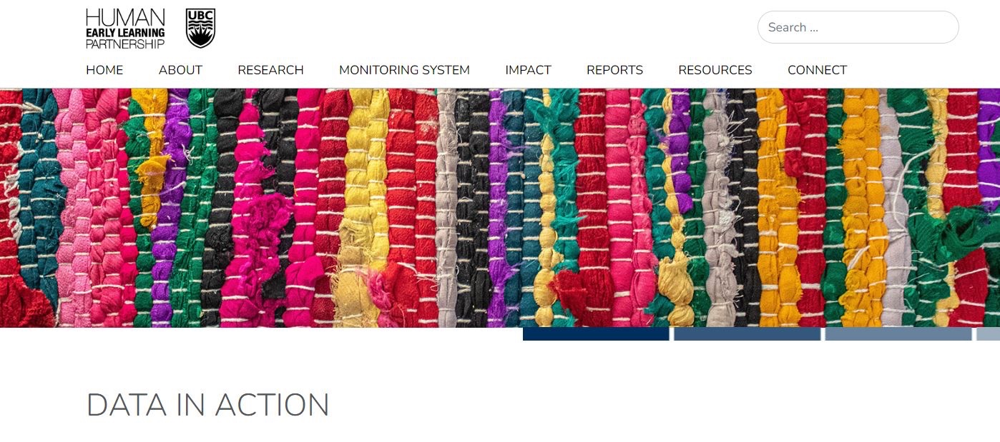 HUMAN
EARLY LEARNING
PARTNERSHIP
UBC
Search ...
HOME ABOUT RESEARCH MONITORING SYSTEM IMPACT REPORTS RESOURCES CONNECT
DATA IN ACTION